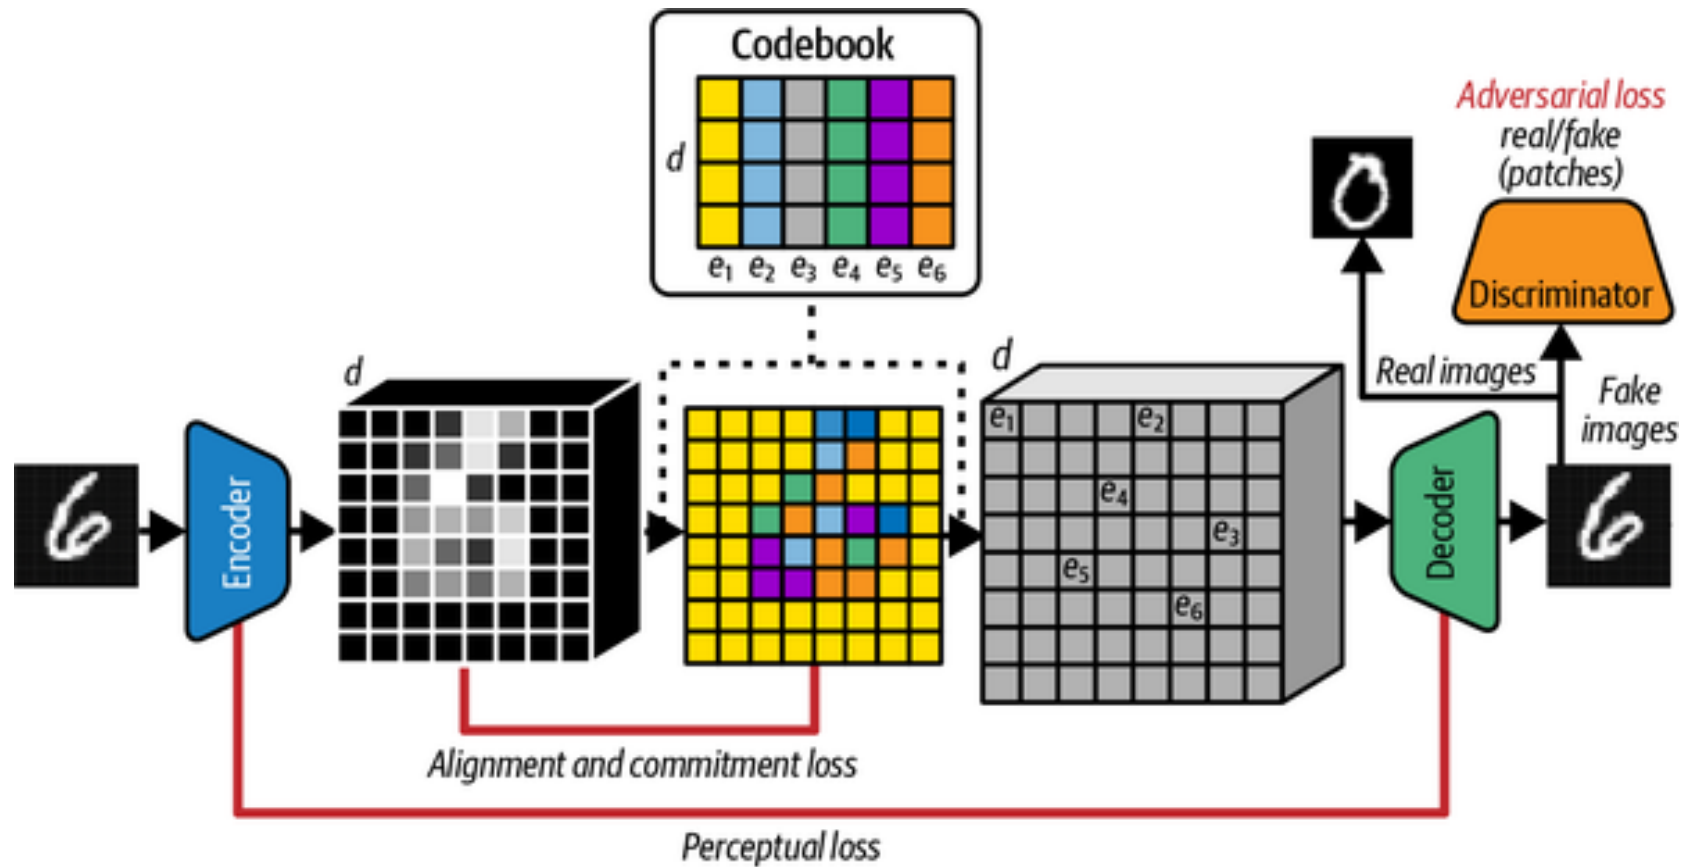 Codebook
d
e1 e2 e3 e4 e5 e6
Adversarial loss
real/fake
(patches)
Discriminator
Real images
Fake
images
d
d
Encoder
e1 e2
e4
e3
e5
e6
Decoder
Alignment and commitment loss
Perceptual loss